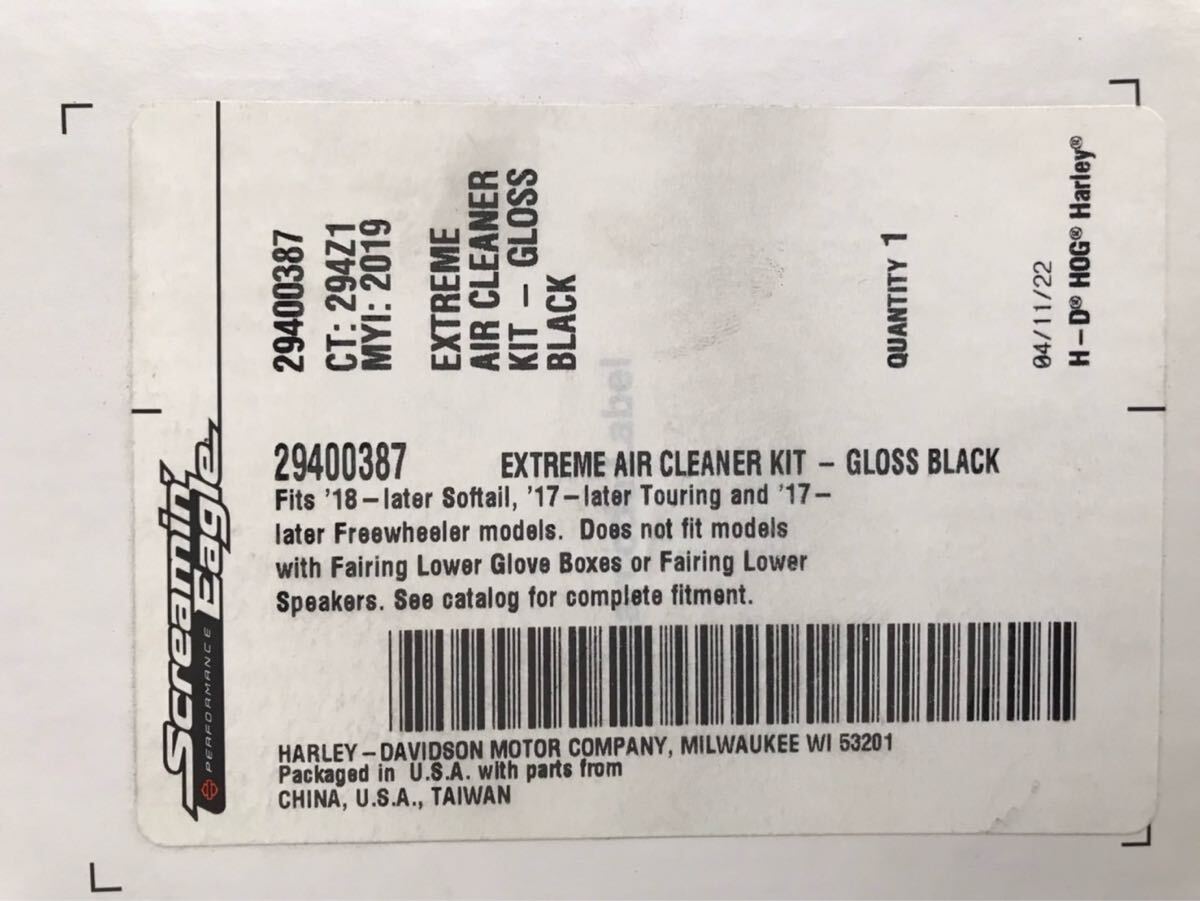 Screamin'
Eagle
PERFORMANCE
29400387
CT: 294Z1
MYI: 2019
EXTREME
AIR CLEANER
KIT – GLOSS
BLACK
QUANTITY 1
04/11/22
H–D® HOG® Harley®
29400387 EXTREME AIR CLEANER KIT – GLOSS BLACK
Fits '18–later Softail, '17–later Touring and '17–
later Freewheeler models. Does not fit models
with Fairing Lower Glove Boxes or Fairing Lower
Speakers. See catalog for complete fitment.
HARLEY–DAVIDSON MOTOR COMPANY, MILWAUKEE WI 53201
Packaged in U.S.A. with parts from
CHINA, U.S.A., TAIWAN